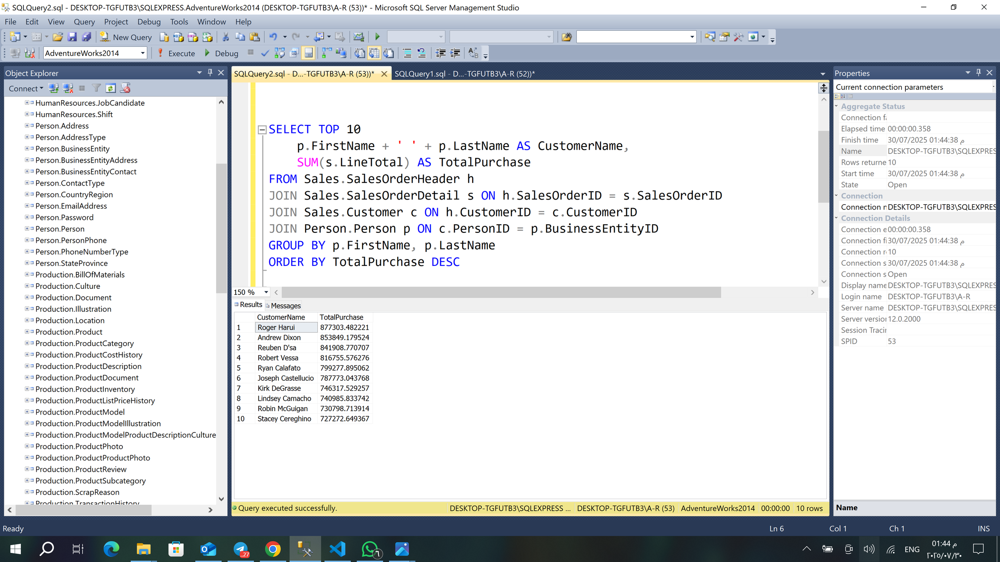 SQLQuery2.sql - DESKTOP-TGFUTB3\SQLEXPRESS.AdventureWorks2014 (DESKTOP-TGFUTB3\A-R (53))* - Microsoft SQL Server Management Studio
File Edit View Query Project Debug Tools Window Help
New Query
AdventureWorks2014 Execute Debug
Object Explorer
Connect
HumanResources.JobCandidate
HumanResources.Shift
Person.Address
Person.AddressType
Person.BusinessEntity
Person.BusinessEntityAddress
Person.BusinessEntityContact
Person.ContactType
Person.CountryRegion
Person.EmailAddress
Person.Password
Person.Person
Person.PersonPhone
Person.PhoneNumberType
Person.StateProvince
Production.BillOfMaterials
Production.Culture
Production.Document
Production.Illustration
Production.Location
Production.Product
Production.ProductCategory
Production.ProductCostHistory
Production.ProductDescription
Production.ProductDocument
Production.ProductInventory
Production.ProductListPriceHistory
Production.ProductModel
Production.ProductModelIllustration
Production.ProductModelProductDescriptionCulture
Production.ProductPhoto
Production.ProductProductPhoto
Production.ProductReview
Production.ProductSubcategory
Production.ScrapReason
Production.TransactionHistory
SQLQuery2.sql - D...-TGFUTB3\A-R (53))* SQLQuery1.sql - D...-TGFUTB3\A-R (52))*
SELECT TOP 10
p.FirstName + ' ' + p.LastName AS CustomerName,
SUM(s.LineTotal) AS TotalPurchase
FROM Sales.SalesOrderHeader h
JOIN Sales.SalesOrderDetail s ON h.SalesOrderID = s.SalesOrderID
JOIN Sales.Customer c ON h.CustomerID = c.CustomerID
JOIN Person.Person p ON c.PersonID = p.BusinessEntityID
GROUP BY p.FirstName, p.LastName
ORDER BY TotalPurchase DESC
150 %
Results Messages
CustomerName TotalPurchase
1 Roger Harui 877303.482221
2 Andrew Dixon 853849.179524
3 Reuben D'sa 841908.770707
4 Robert Vessa 816755.576276
5 Ryan Calafato 799277.895062
6 Joseph Castellucio 787773.043768
7 Kirk DeGrasse 746317.529257
8 Lindsey Camacho 740985.833742
9 Robin McGuigan 730798.713914
10 Stacey Cereghino 727272.649367
Query executed successfully. DESKTOP-TGFUTB3\SQLEXPRESS ... DESKTOP-TGFUTB3\A-R (53) AdventureWorks2014 00:00:00 10 rows
Properties
Current connection parameters
Aggregate Status
Connection f
Elapsed time 00:00:00.358
Finish time 30/07/2025 01:44:38 م
Name DESKTOP-TGFUTB3\SQLEXPRES
Rows returne 10
Start time 30/07/2025 01:44:38 م
State Open
Connection
Connection n DESKTOP-TGFUTB3\SQLEXPRES
Connection Details
Connection e 00:00:00.358
Connection fi 30/07/2025 01:44:38 م
Connection r 10
Connection s 30/07/2025 01:44:38 م
Connection s Open
Display name DESKTOP-TGFUTB3\SQLEXPRES
Login name DESKTOP-TGFUTB3\A-R
Server name DESKTOP-TGFUTB3\SQLEXPRES
Server version 12.0.2000
Session Traci
SPID 53
Name
Ready Ln 6 Col 1 Ch 1 INS
..27 ٦ ENG 01:44 م
٢٠٢٥/٠٧/٣٠